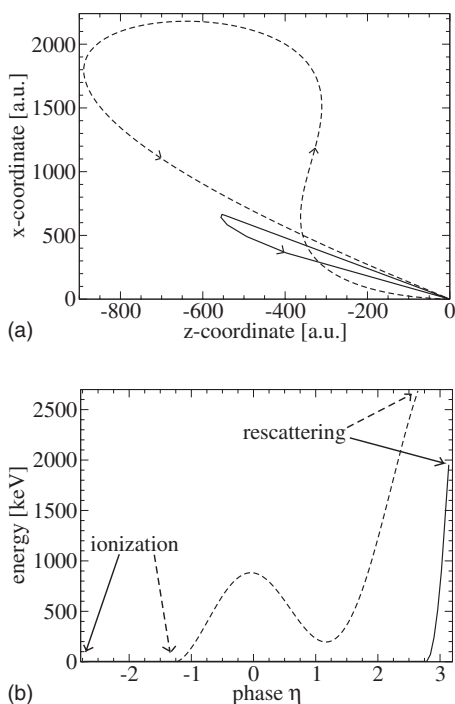 2000
1500
1000
500
0
x-coordinate [a.u.]
-800 -600 -400 -200 0
(a) z-coordinate [a.u.]
2500
2000
1500
1000
500
0
energy [keV]
rescattering
ionization
-2 -1 0 1 2 3
(b) phase η